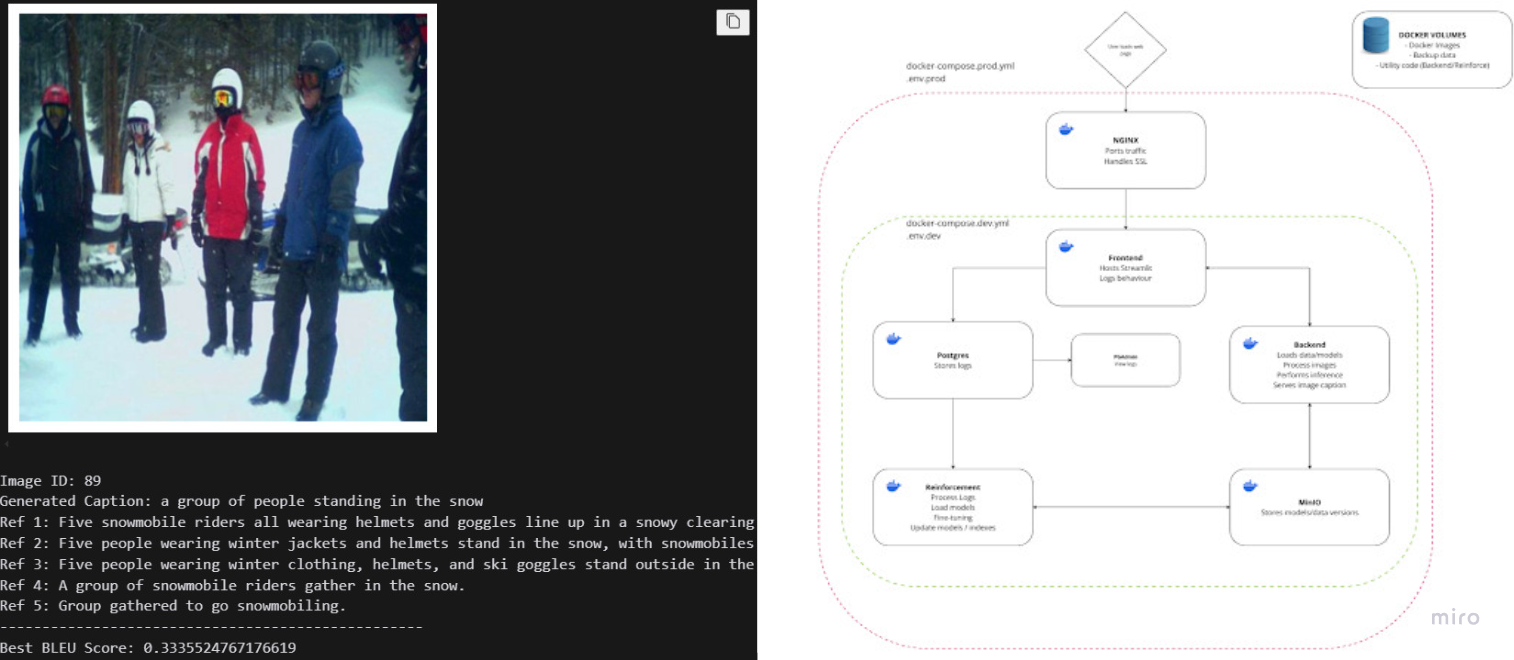 Image ID: 89
Generated Caption: a group of people standing in the snow
Ref 1: Five snowmobile riders all wearing helmets and goggles line up in a snowy clearing
Ref 2: Five people wearing winter jackets and helmets stand in the snow, with snowmobiles
Ref 3: Five people wearing winter clothing, helmets, and ski goggles stand outside in the
Ref 4: A group of snowmobile riders gather in the snow.
Ref 5: Group gathered to go snowmobiling.
--------------------------------------------------
Best BLEU Score: 0.3335524767176619
User loads web
page
DOCKER VOLUMES
- Docker Images
- Backup data
- Utility code (Backend/Reinforce)
docker-compose.prod.yml
.env.prod
NGINX
Ports traffic
Handles SSL
docker-compose.dev.yml
.env.dev
Frontend
Hosts Streamlit
Logs behaviour
Postgres
Stores logs
Backend
Loads data/models
Process images
Performs inference
Serves image caption
Reinforcement
Process Logs
Load models
Fine-tuning
Update models / indexes
MinIO
Stores models/data versions
miro